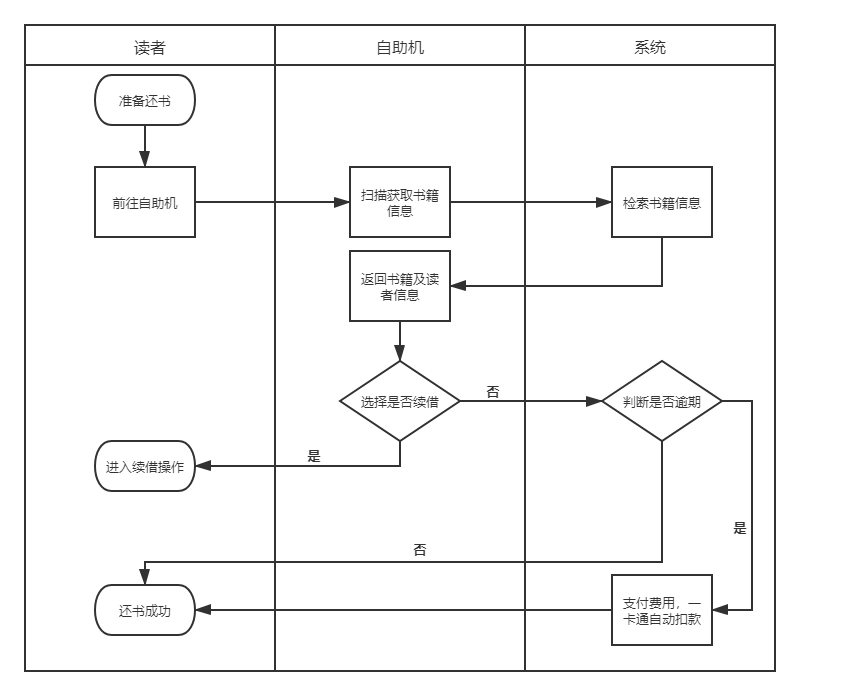 读者
自助机
系统
准备还书
前往自助机
扫描获取书籍
信息
检索书籍信息
返回书籍及读
者信息
选择是否续借
否
判断是否逾期
是
进入续借操作
是
否
还书成功
支付费用，一
卡通自动扣款